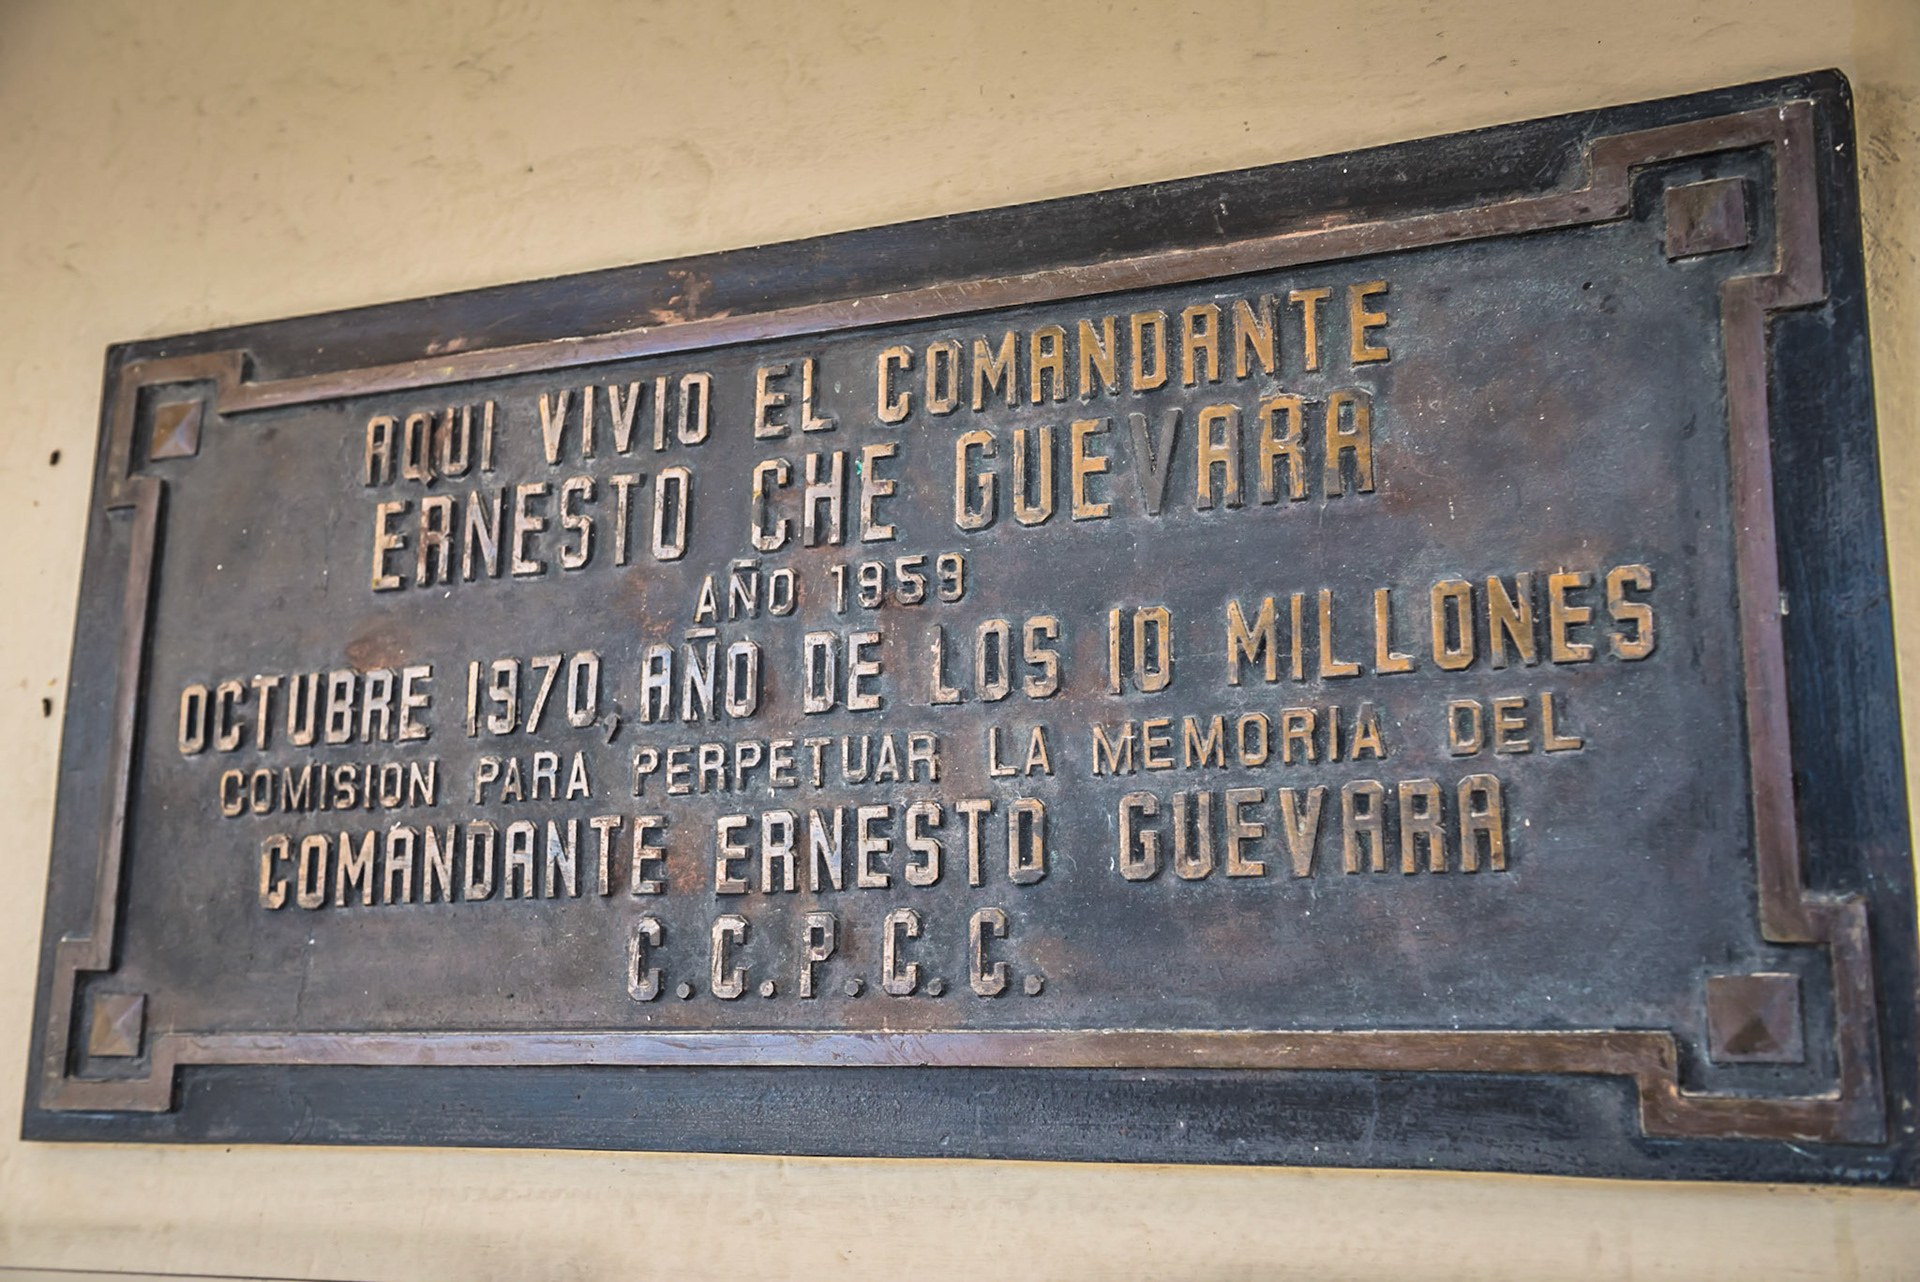 AQUI VIVIO EL COMANDANTE
ERNESTO CHE GUEVARA
AÑO 1959
OCTUBRE 1970, AÑO DE LOS 10 MILLONES
COMISION PARA PERPETUAR LA MEMORIA DEL
COMANDANTE ERNESTO GUEVARA
C.C.P.C.C.